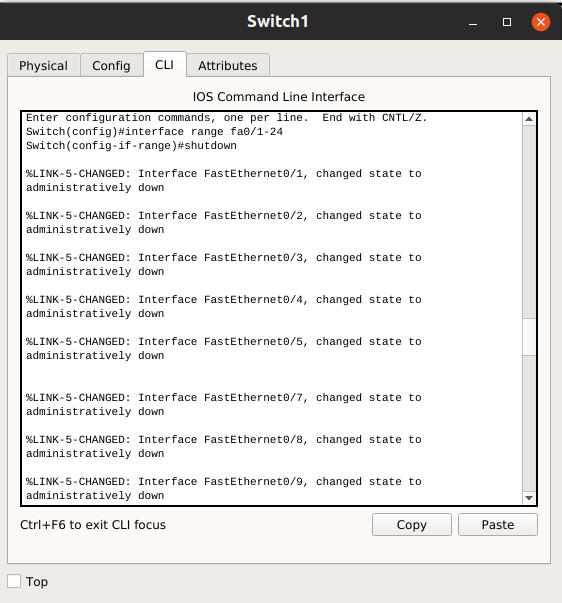 Switch1
Physical Config CLI Attributes
IOS Command Line Interface
Enter configuration commands, one per line.  End with CNTL/Z.
Switch(config)#interface range fa0/1-24
Switch(config-if-range)#shutdown
%LINK-5-CHANGED: Interface FastEthernet0/1, changed state to
administratively down
%LINK-5-CHANGED: Interface FastEthernet0/2, changed state to
administratively down
%LINK-5-CHANGED: Interface FastEthernet0/3, changed state to
administratively down
%LINK-5-CHANGED: Interface FastEthernet0/4, changed state to
administratively down
%LINK-5-CHANGED: Interface FastEthernet0/5, changed state to
administratively down
%LINK-5-CHANGED: Interface FastEthernet0/7, changed state to
administratively down
%LINK-5-CHANGED: Interface FastEthernet0/8, changed state to
administratively down
%LINK-5-CHANGED: Interface FastEthernet0/9, changed state to
administratively down
Ctrl+F6 to exit CLI focus Copy Paste
Top